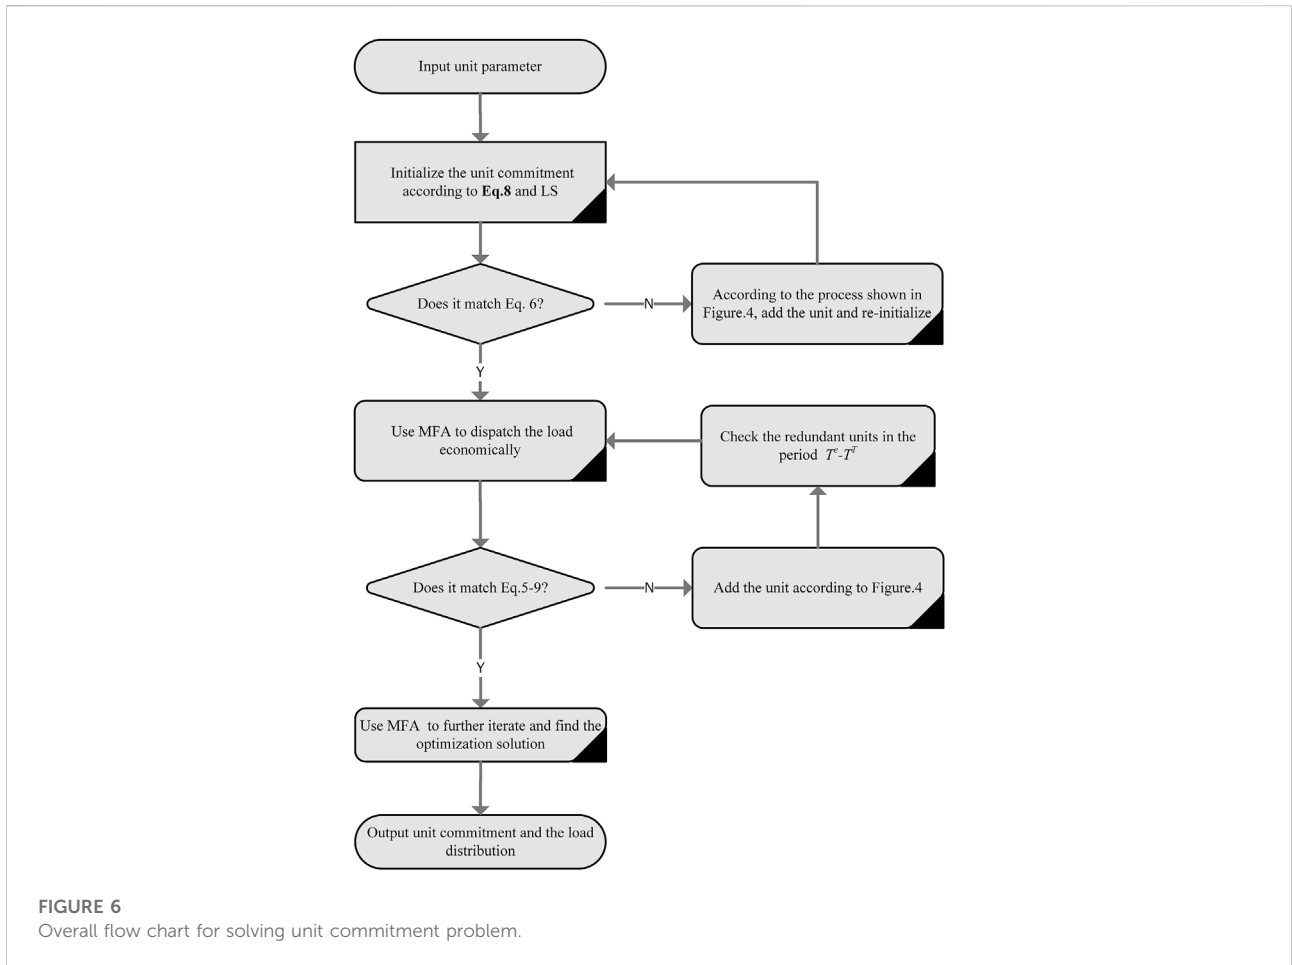 Input unit parameter
Initialize the unit commitment
according to Eq.8 and LS
Does it match Eq. 6?
N
According to the process shown in
Figure.4, add the unit and re-initialize
Y
Use MFA to dispatch the load
economically
Check the redundant units in the
period Tᵉ-Tᵀ
Does it match Eq.5-9?
N
Add the unit according to Figure.4
Y
Use MFA to further iterate and find the
optimization solution
Output unit commitment and the load
distribution
FIGURE 6
Overall flow chart for solving unit commitment problem.